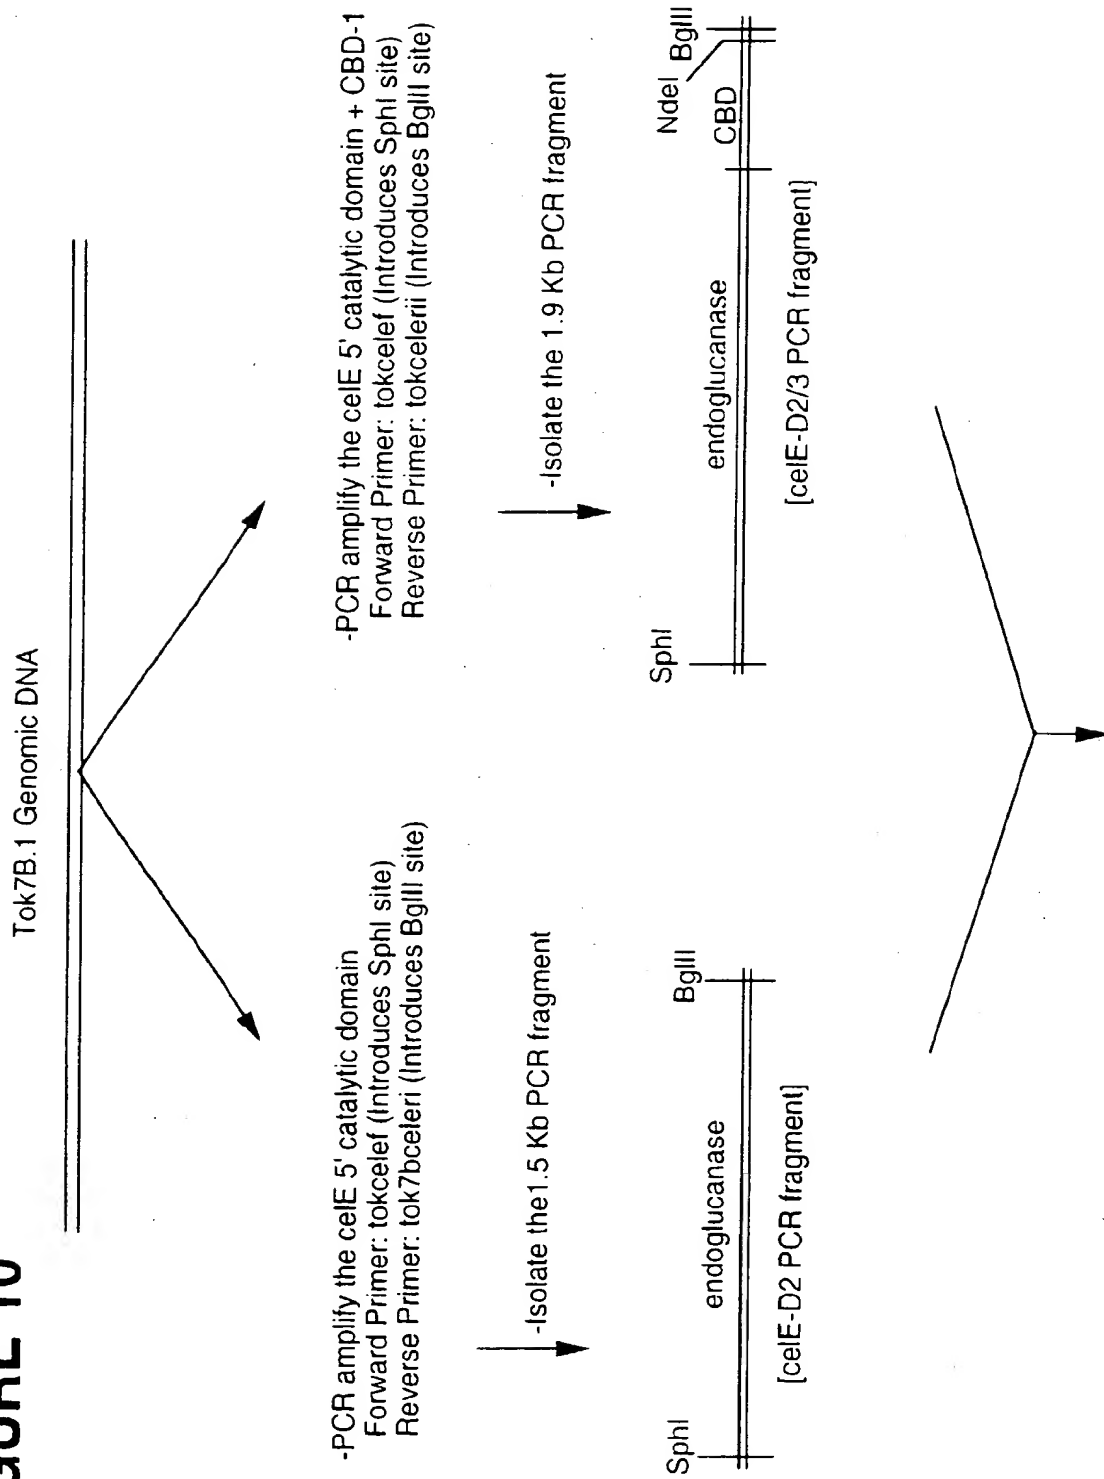 Tok7B.1 Genomic DNA
-PCR amplify the celE 5' catalytic domain
Forward Primer: tokcelef (Introduces SphI site)
Reverse Primer: tok7bceleri (Introduces BglII site)
-Isolate the1.5 Kb PCR fragment
SphI
endoglucanase
BglII
[celE-D2 PCR fragment]
-PCR amplify the celE 5' catalytic domain + CBD-1
Forward Primer: tokcelef (Introduces SphI site)
Reverse Primer: tokcelerii (Introduces BglII site)
-Isolate the 1.9 Kb PCR fragment
SphI
endoglucanase
CBD
NdeI
BglII
[celE-D2/3 PCR fragment]